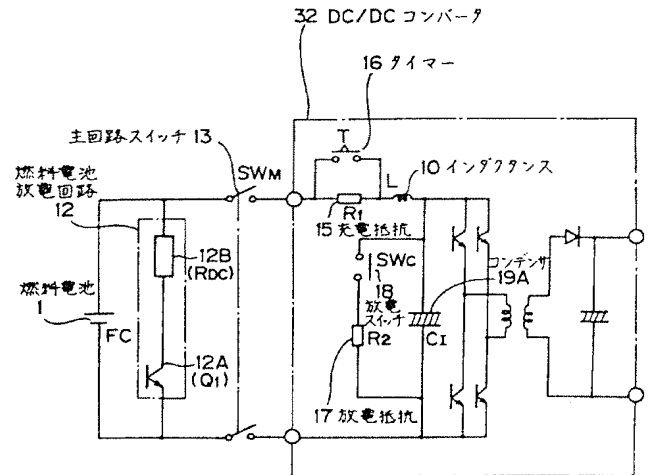 32 DC/DC コンバータ
16 タイマー
主回路スイッチ 13
T
SWM
L
10 インダクタンス
燃料電池
放電回路
12
R1
15 充電抵抗
12B
(RDC)
SWC
18
放電
スイッチ
コンデンサ
19A
燃料電池
1
FC
R2
CI
12A
(Q1)
17 放電抵抗